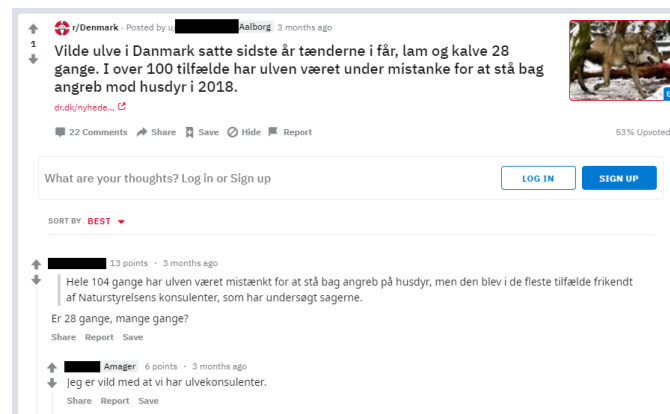 r/Denmark · Posted by u/ Aalborg 3 months ago
1
Vilde ulve i Danmark satte sidste år tænderne i får, lam og kalve 28
gange. I over 100 tilfælde har ulven været under mistanke for at stå bag
angreb mod husdyr i 2018.
dr.dk/nyhede...
22 Comments Share Save Hide Report 53% Upvoted
What are your thoughts? Log in or Sign up LOG IN SIGN UP
SORT BY BEST
13 points · 3 months ago
Hele 104 gange har ulven været mistænkt for at stå bag angreb på husdyr, men den blev i de fleste tilfælde frikendt
af Naturstyrelsens konsulenter, som har undersøgt sagerne.
Er 28 gange, mange gange?
Share Report Save
Amager 6 points · 3 months ago
Jeg er vild med at vi har ulvekonsulenter.
Share Report Save